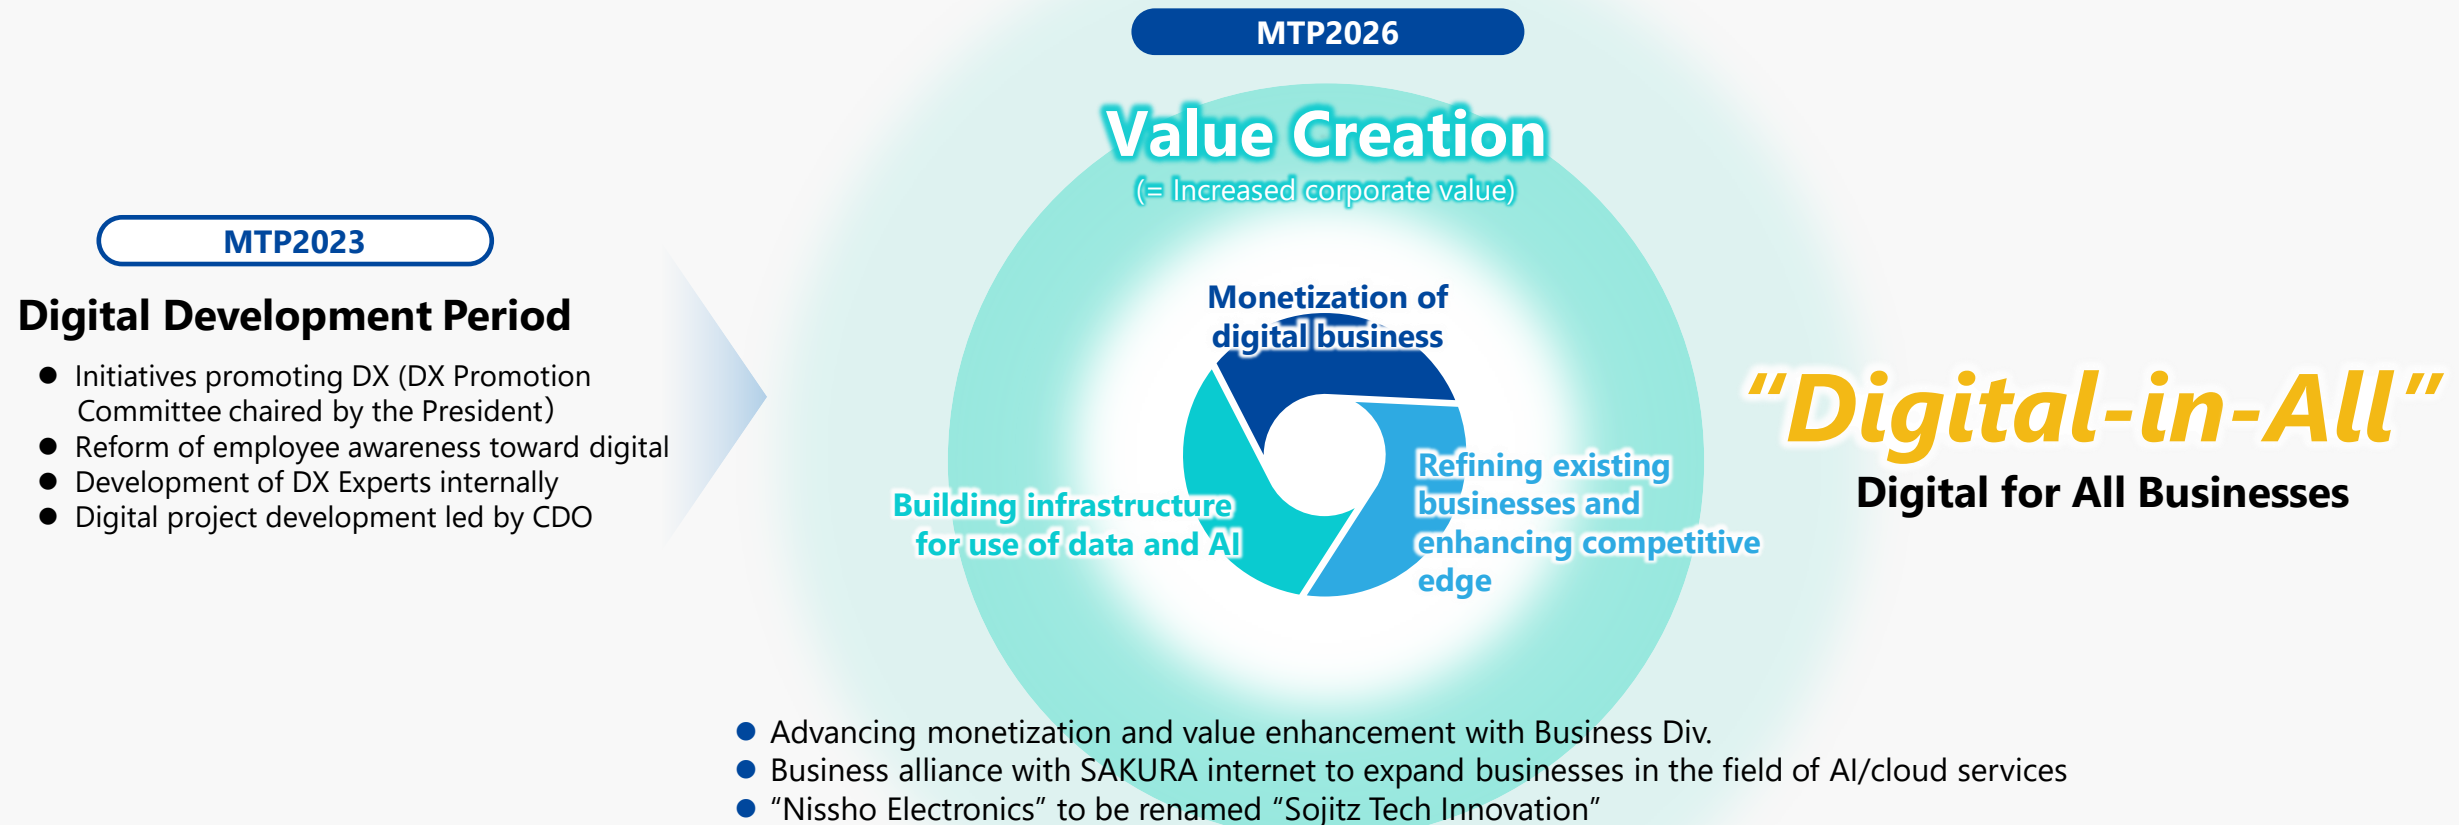 MTP2023
Digital Development Period
● Initiatives promoting DX (DX Promotion
Committee chaired by the President）
● Reform of employee awareness toward digital
● Development of DX Experts internally
● Digital project development led by CDO
MTP2026
Value Creation
(= Increased corporate value)
Monetization of
digital business
Building infrastructure
for use of data and AI
Refining existing
businesses and
enhancing competitive
edge
● Advancing monetization and value enhancement with Business Div.
● Business alliance with SAKURA internet to expand businesses in the field of AI/cloud services
● “Nissho Electronics” to be renamed “Sojitz Tech Innovation”
“Digital-in-All”
Digital for All Businesses